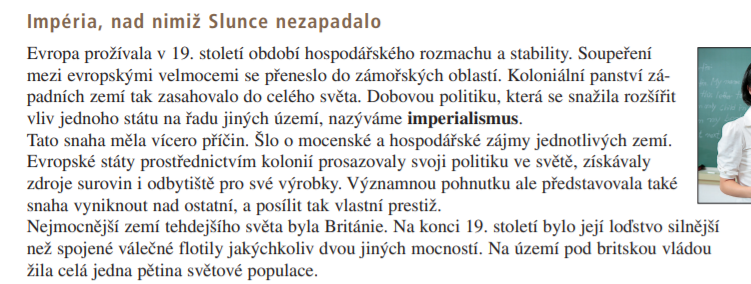 Impéria, nad nimiž Slunce nezapadalo
Evropa prožívala v 19. století období hospodářského rozmachu a stability. Soupeření
mezi evropskými velmocemi se přeneslo do zámořských oblastí. Koloniální panství zá-
padních zemí tak zasahovalo do celého světa. Dobovou politiku, která se snažila rozšířit
vliv jednoho státu na řadu jiných území, nazýváme imperialismus.
Tato snaha měla vícero příčin. Šlo o mocenské a hospodářské zájmy jednotlivých zemí.
Evropské státy prostřednictvím kolonií prosazovaly svoji politiku ve světě, získávaly
zdroje surovin i odbytiště pro své výrobky. Významnou pohnutku ale představovala také
snaha vyniknout nad ostatní, a posílit tak vlastní prestiž.
Nejmocnější zemí tehdejšího světa byla Británie. Na konci 19. století bylo její loďstvo silnější
než spojené válečné flotily jakýchkoliv dvou jiných mocností. Na území pod britskou vládou
žila celá jedna pětina světové populace.